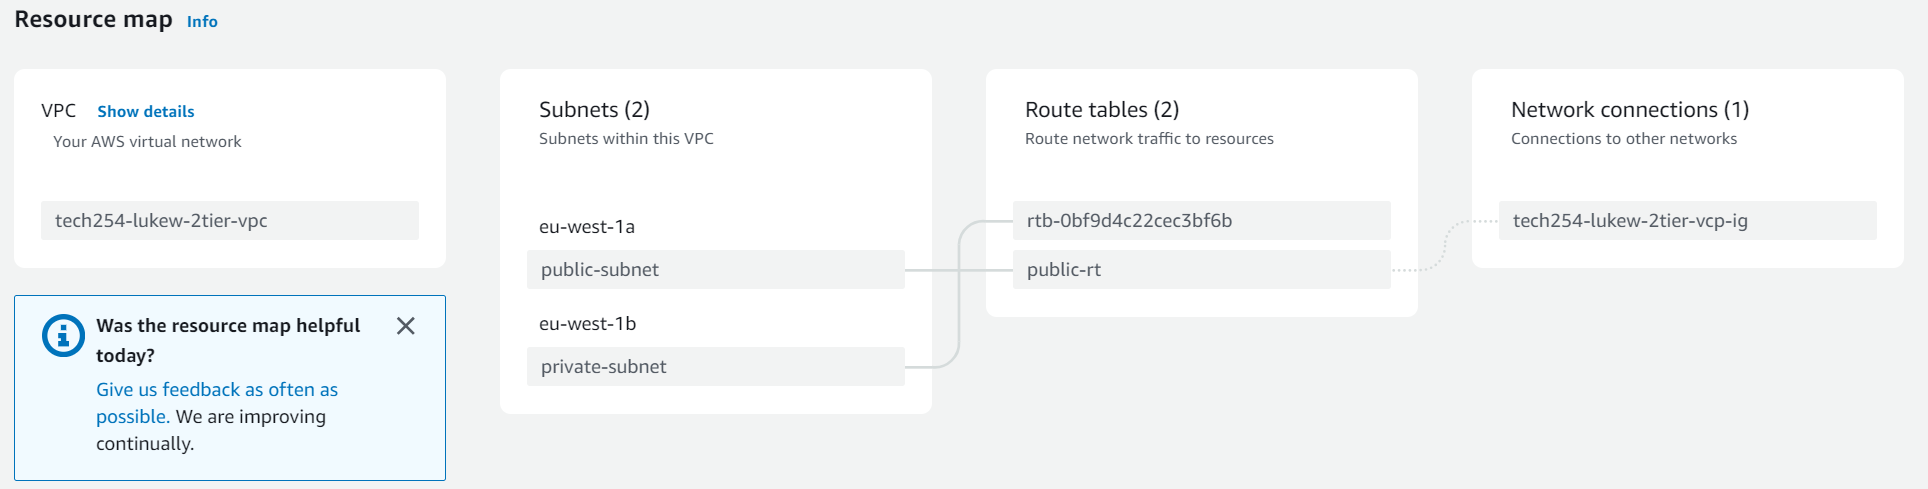 Resource map Info
VPC Show details
Your AWS virtual network
tech254-lukew-2tier-vpc
Was the resource map helpful
today?
Give us feedback as often as
possible. We are improving
continually.
Subnets (2)
Subnets within this VPC
eu-west-1a
public-subnet
eu-west-1b
private-subnet
Route tables (2)
Route network traffic to resources
rtb-0bf9d4c22cec3bf6b
public-rt
Network connections (1)
Connections to other networks
tech254-lukew-2tier-vcp-ig